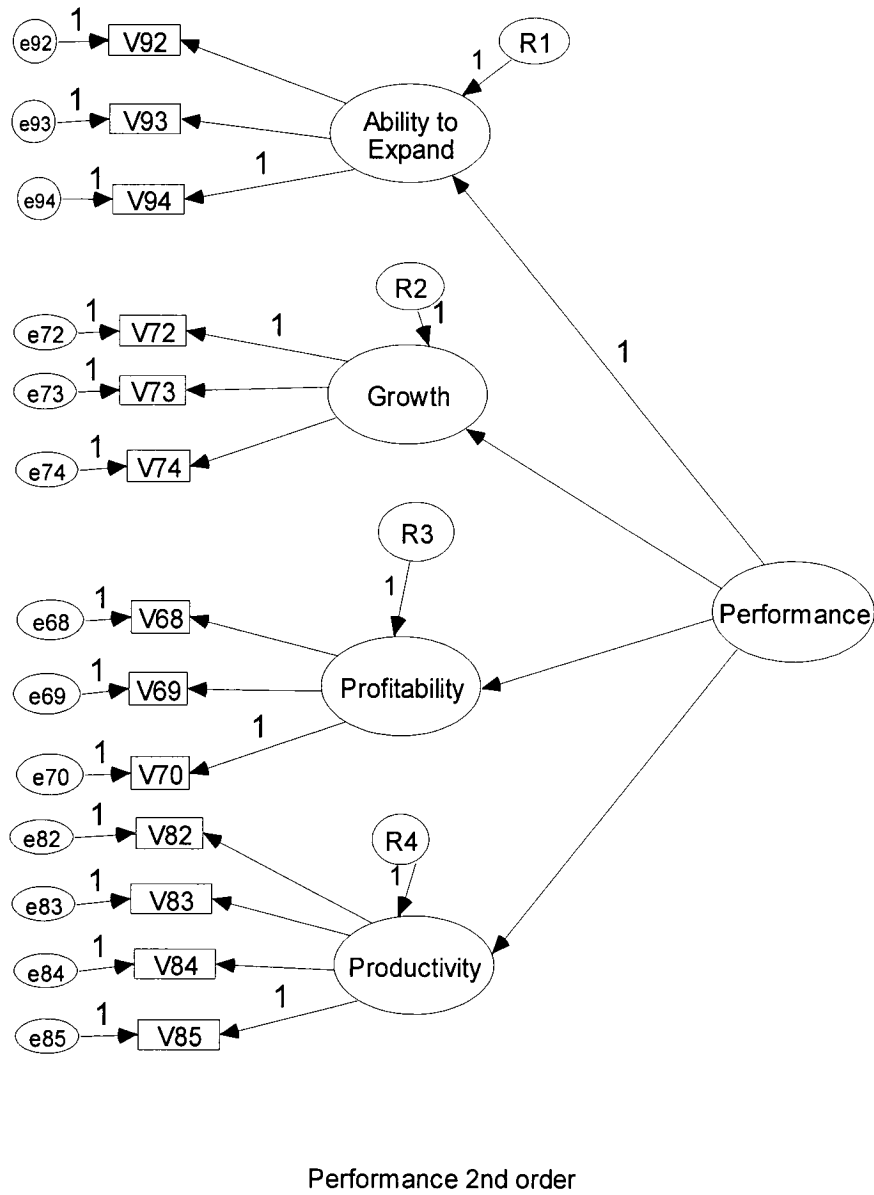 1
e92
V92
R1
1
1
e93
V93
Ability to
Expand
1
1
e94
V94
R2
1
1
1
e72
V72
1
1
e73
V73
Growth
1
e74
V74
R3
1
1
e68
V68
Performance
1
e69
V69
Profitability
1
1
e70
V70
1
e82
V82
R4
1
1
e83
V83
1
e84
V84
Productivity
1
1
e85
V85
Performance 2nd order